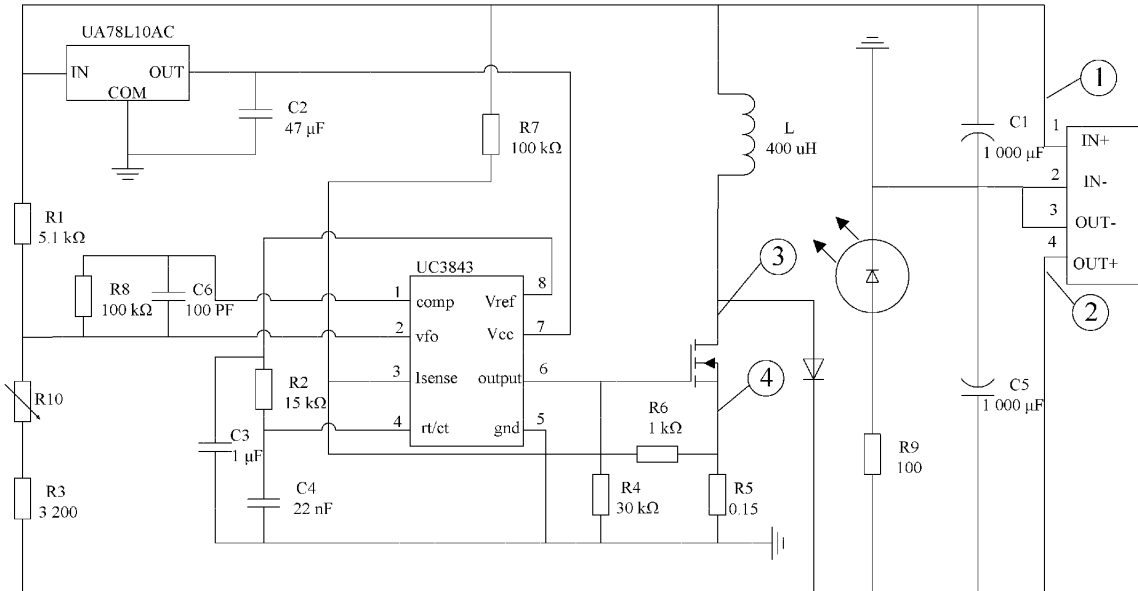 UA78L10AC
IN
OUT
COM
C2
47 μF
R7
100 kΩ
L
400 uH
C1
1 000 μF
1
1
IN+
2
IN-
3
OUT-
4
OUT+
2
R1
5.1 kΩ
R8
100 kΩ
C6
100 PF
UC3843
1
comp
2
vfo
3
Isense
4
rt/ct
8
Vref
7
Vcc
6
output
5
gnd
3
4
R10
R2
15 kΩ
C3
1 μF
C4
22 nF
R3
3 200
R6
1 kΩ
R4
30 kΩ
R5
0.15
R9
100
C5
1 000 μF